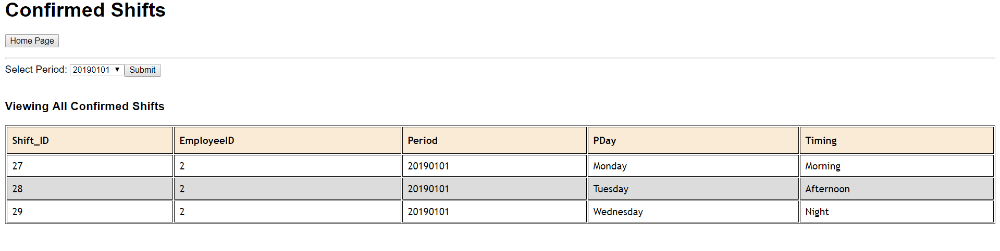 Confirmed Shifts
Home Page
Select Period: 20190101 Submit
Viewing All Confirmed Shifts
Shift_ID EmployeeID Period PDay Timing
27 2 20190101 Monday Morning
28 2 20190101 Tuesday Afternoon
29 2 20190101 Wednesday Night